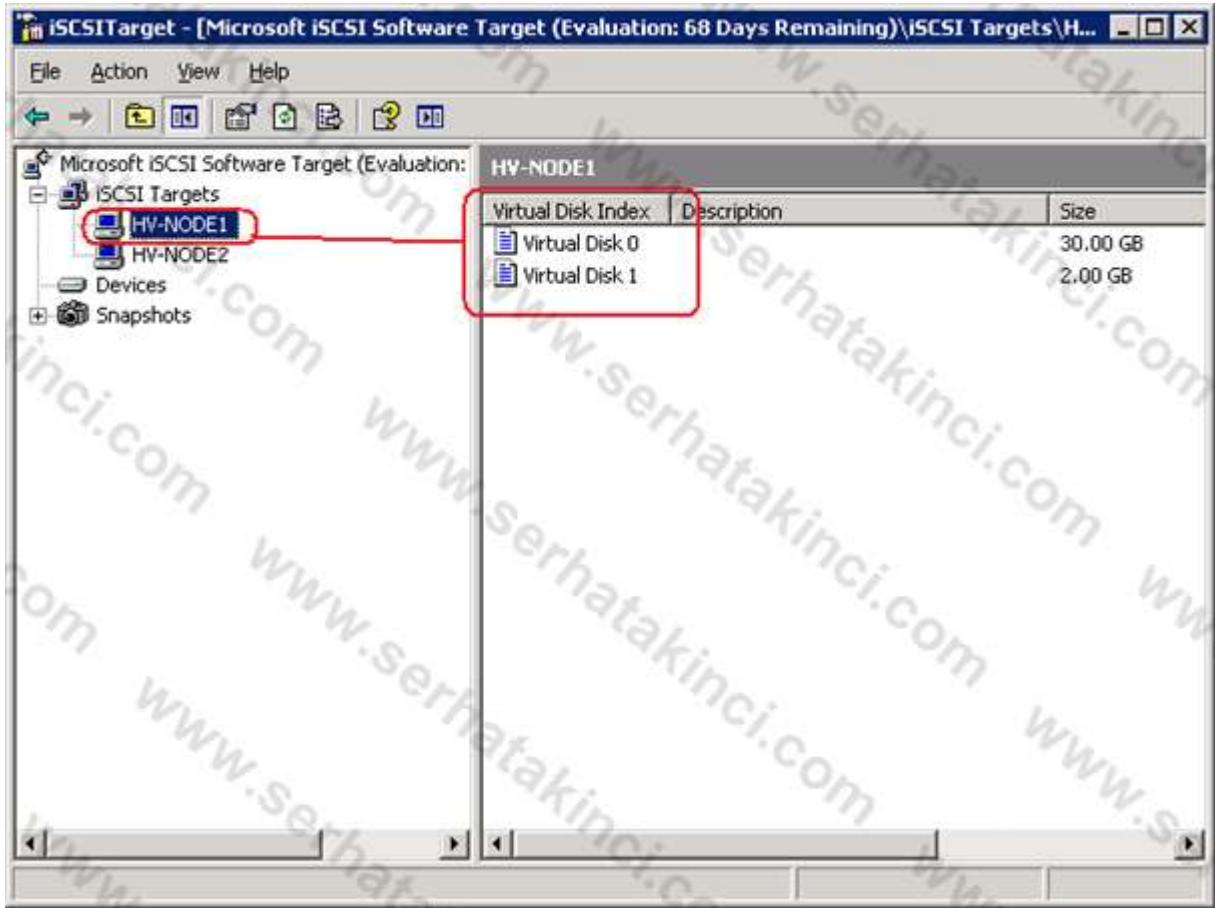 iSCSITarget - [Microsoft iSCSI Software Target (Evaluation: 68 Days Remaining)\iSCSI Targets\H...
File Action View Help
Microsoft iSCSI Software Target (Evaluation:
iSCSI Targets
HV-NODE1
HV-NODE2
Devices
Snapshots
HV-NODE1
Virtual Disk Index Description Size
Virtual Disk 0 30.00 GB
Virtual Disk 1 2.00 GB
www.serhatakinci.com